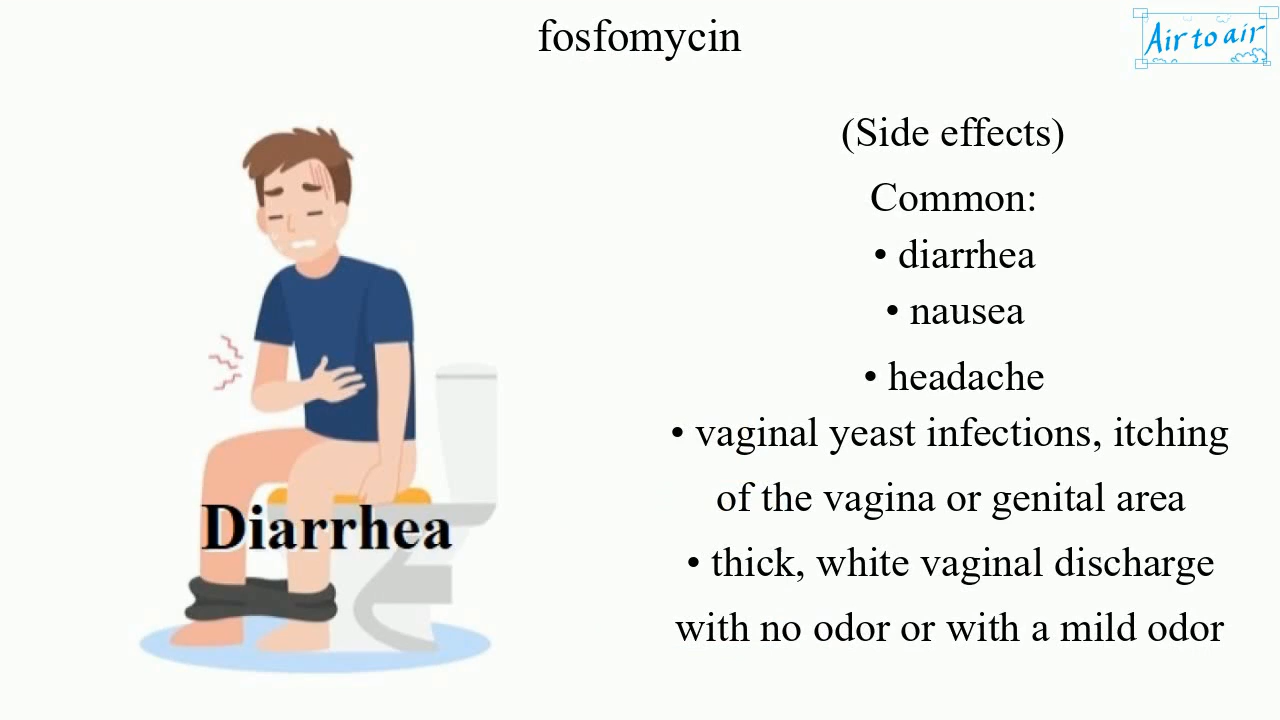 fosfomycin
Air to air
(Side effects)
Common:
• diarrhea
• nausea
• headache
• vaginal yeast infections, itching
of the vagina or genital area
• thick, white vaginal discharge
with no odor or with a mild odor
Diarrhea